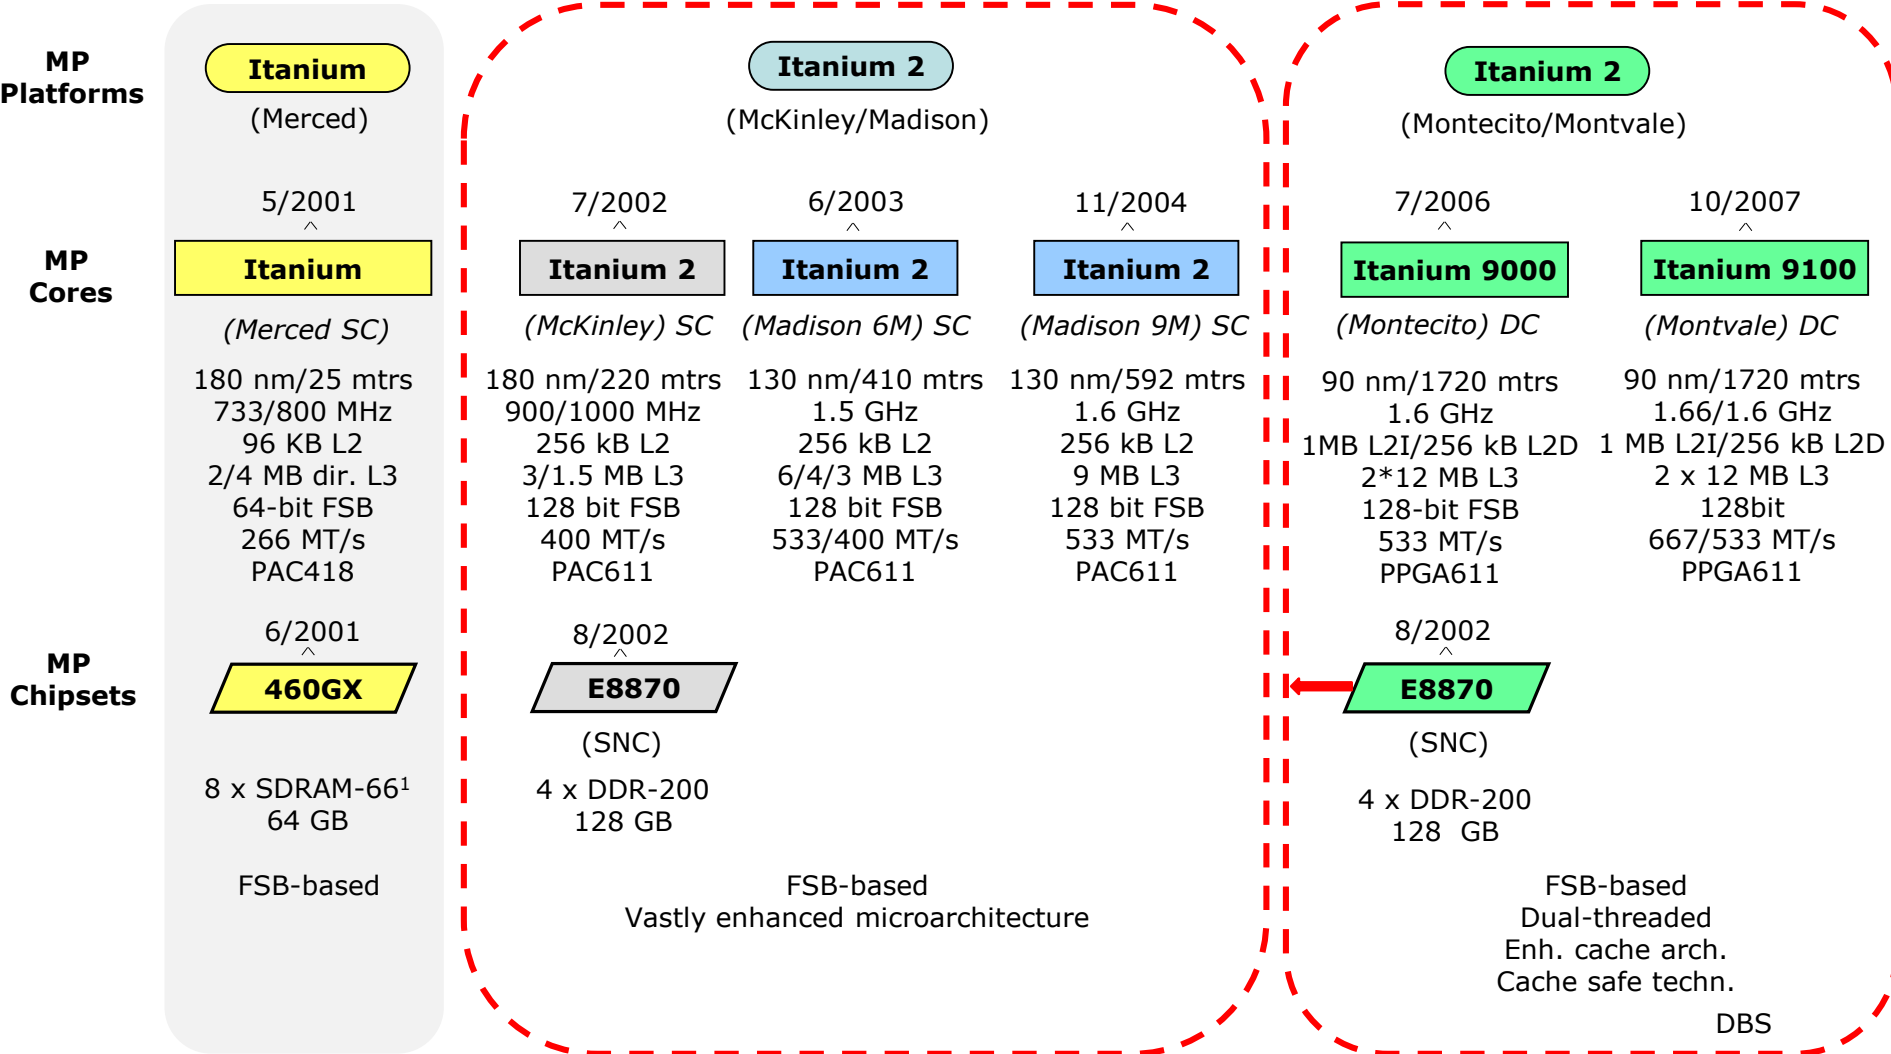 MP
Platforms
Itanium
(Merced)
Itanium 2
(McKinley/Madison)
Itanium 2
(Montecito/Montvale)
MP
Cores
5/2001
Itanium
(Merced SC)
180 nm/25 mtrs
733/800 MHz
96 KB L2
2/4 MB dir. L3
64-bit FSB
266 MT/s
PAC418
7/2002
Itanium 2
(McKinley) SC
180 nm/220 mtrs
900/1000 MHz
256 kB L2
3/1.5 MB L3
128 bit FSB
400 MT/s
PAC611
6/2003
Itanium 2
(Madison 6M) SC
130 nm/410 mtrs
1.5 GHz
256 kB L2
6/4/3 MB L3
128 bit FSB
533/400 MT/s
PAC611
11/2004
Itanium 2
(Madison 9M) SC
130 nm/592 mtrs
1.6 GHz
256 kB L2
9 MB L3
128 bit FSB
533 MT/s
PAC611
7/2006
Itanium 9000
(Montecito) DC
90 nm/1720 mtrs
1.6 GHz
1MB L2I/256 kB L2D
2*12 MB L3
128-bit FSB
533 MT/s
PPGA611
10/2007
Itanium 9100
(Montvale) DC
90 nm/1720 mtrs
1.66/1.6 GHz
1 MB L2I/256 kB L2D
2 x 12 MB L3
128bit
667/533 MT/s
PPGA611
MP
Chipsets
6/2001
460GX
8 x SDRAM-66¹
64 GB
FSB-based
8/2002
E8870
(SNC)
4 x DDR-200
128 GB
FSB-based
Vastly enhanced microarchitecture
8/2002
E8870
(SNC)
4 x DDR-200
128 GB
FSB-based
Dual-threaded
Enh. cache arch.
Cache safe techn.
DBS